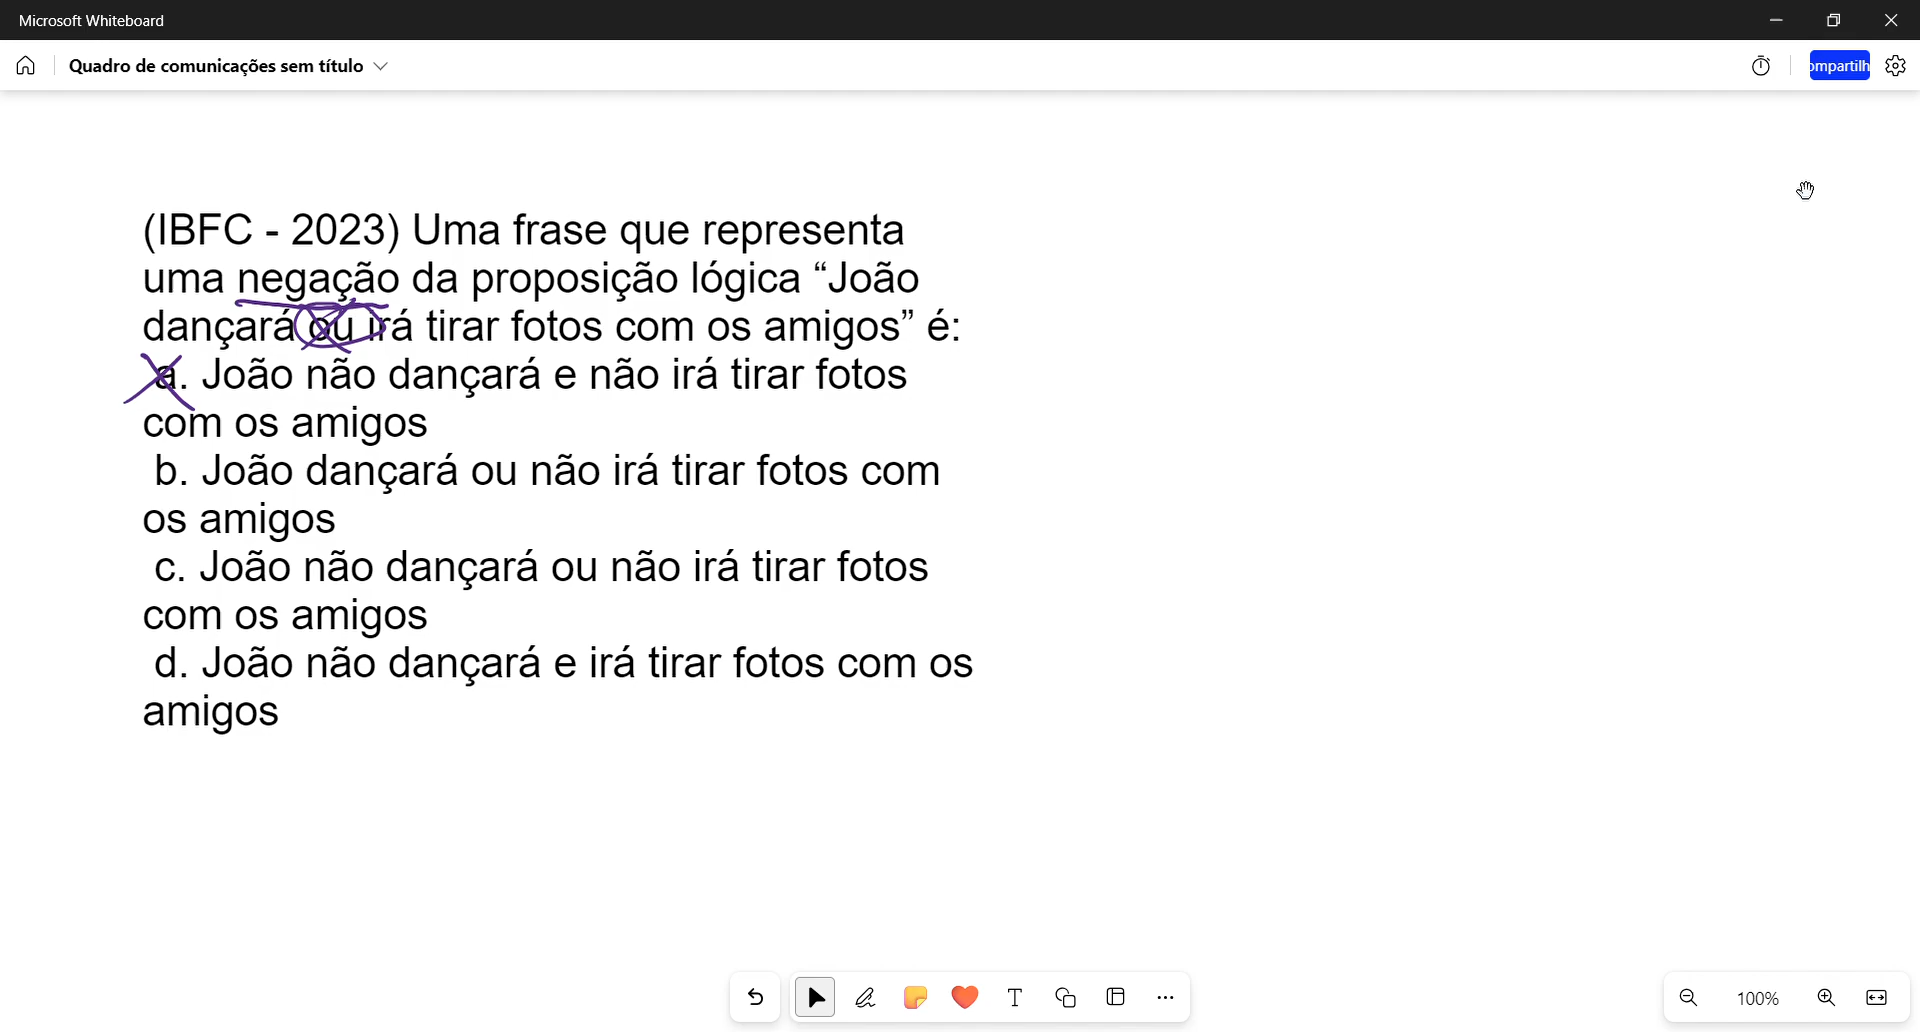 Microsoft Whiteboard
Quadro de comunicações sem título
ompartilh
(IBFC - 2023) Uma frase que representa
uma negação da proposição lógica “João
dançará ou irá tirar fotos com os amigos” é:
a. João não dançará e não irá tirar fotos
com os amigos
b. João dançará ou não irá tirar fotos com
os amigos
c. João não dançará ou não irá tirar fotos
com os amigos
d. João não dançará e irá tirar fotos com os
amigos
100%